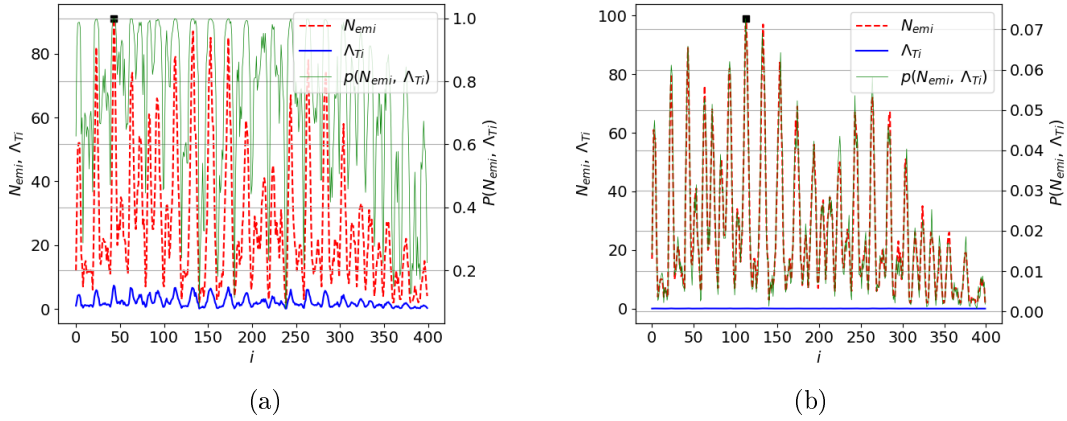 N_emi
Λ_Ti
p(N_emi, Λ_Ti)
N_emi, Λ_Ti
80
60
40
20
0
P(N_emi, Λ_Ti)
1.0
0.8
0.6
0.4
0.2
0 50 100 150 200 250 300 350 400
i
(a)
N_emi
Λ_Ti
p(N_emi, Λ_Ti)
N_emi, Λ_Ti
100
80
60
40
20
0
P(N_emi, Λ_Ti)
0.07
0.06
0.05
0.04
0.03
0.02
0.01
0.00
0 50 100 150 200 250 300 350 400
i
(b)